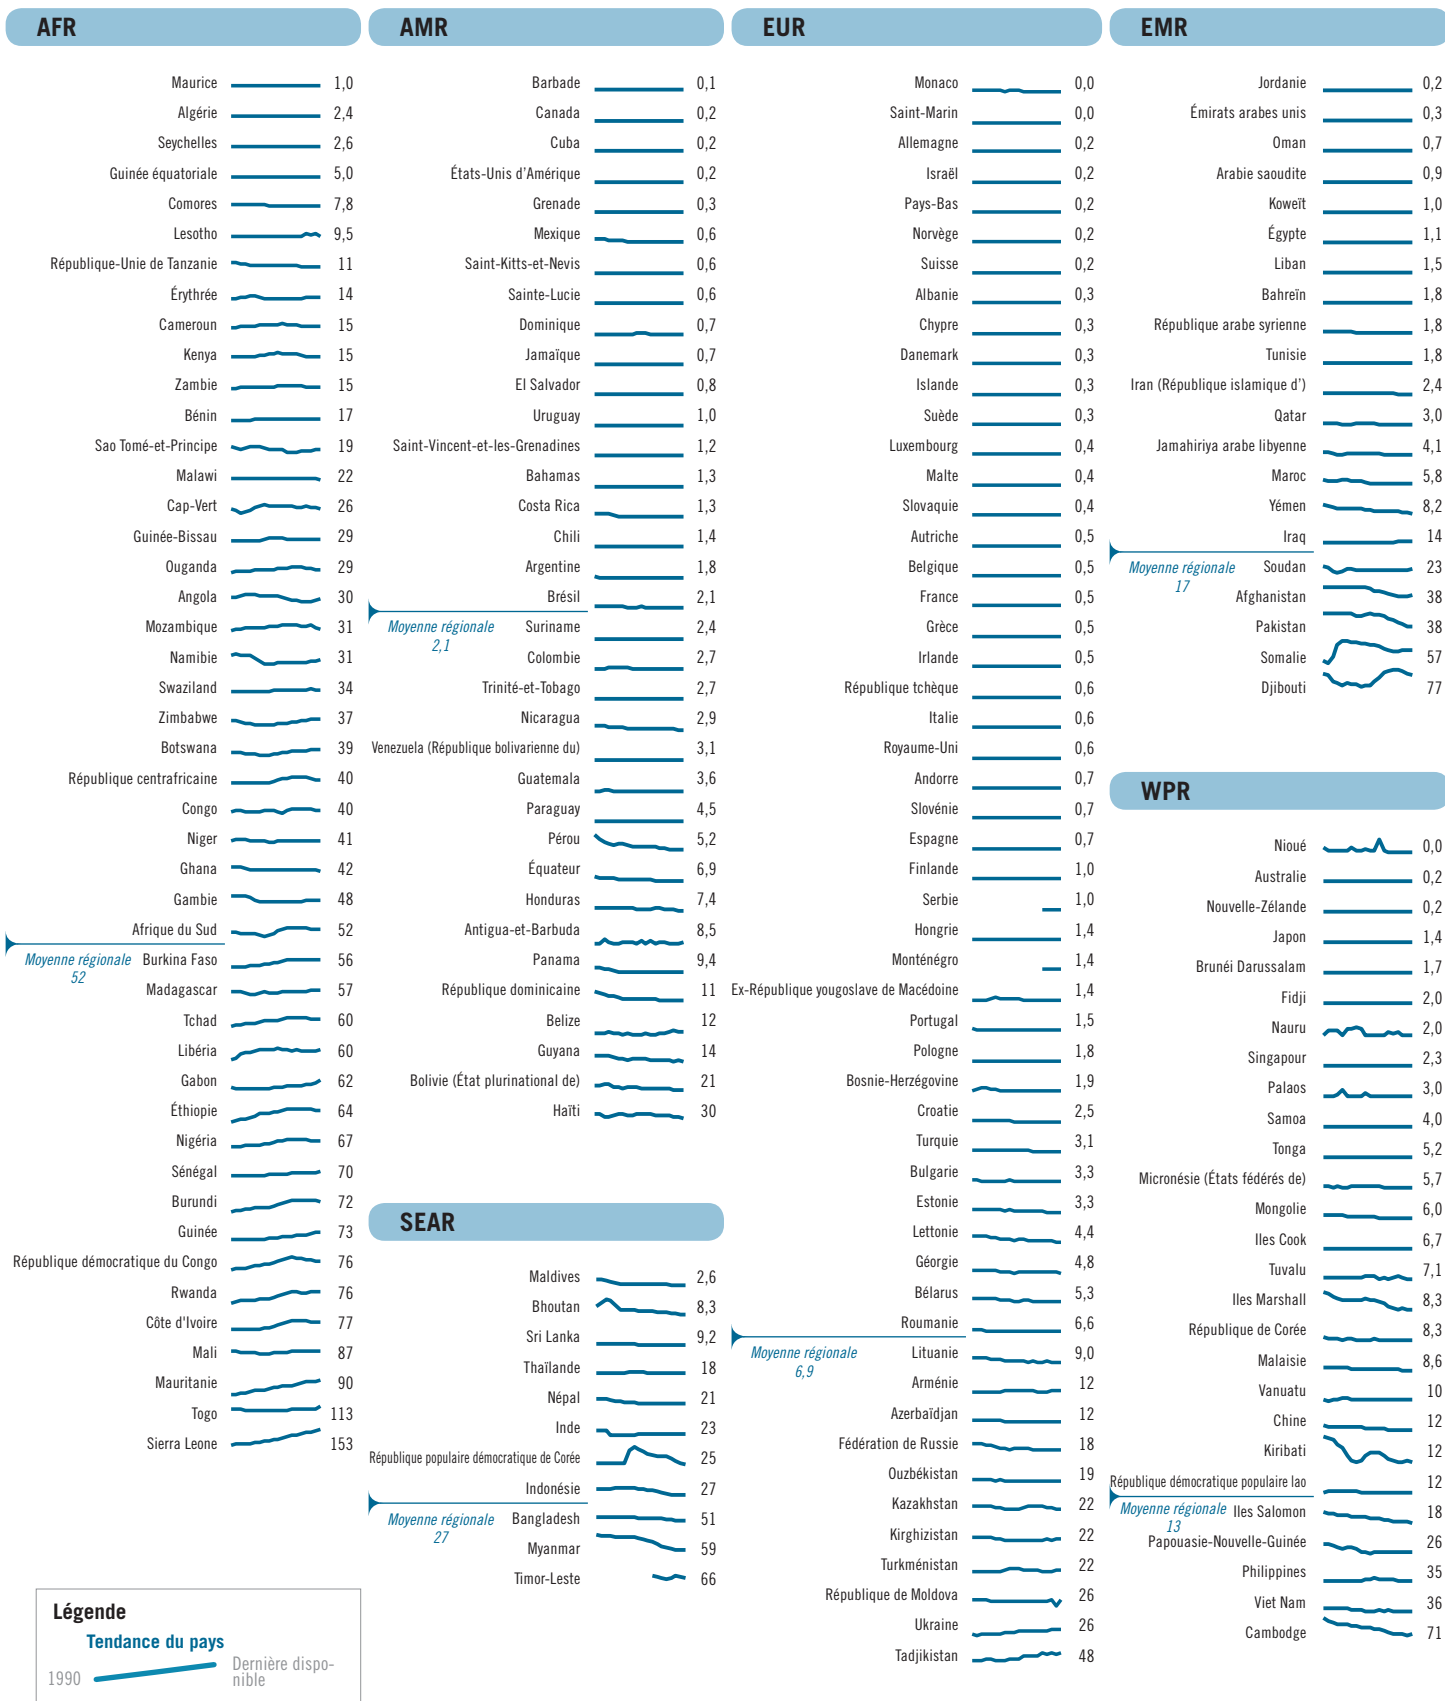 AFR
Maurice 1,0
Algérie 2,4
Seychelles 2,6
Guinée équatoriale 5,0
Comores 7,8
Lesotho 9,5
République-Unie de Tanzanie 11
Érythrée 14
Cameroun 15
Kenya 15
Zambie 15
Bénin 17
Sao Tomé-et-Principe 19
Malawi 22
Cap-Vert 26
Guinée-Bissau 29
Ouganda 29
Angola 30
Mozambique 31
Namibie 31
Swaziland 34
Zimbabwe 37
Botswana 39
République centrafricaine 40
Congo 40
Niger 41
Ghana 42
Gambie 48
Afrique du Sud 52
Moyenne régionale
52
Burkina Faso 56
Madagascar 57
Tchad 60
Libéria 60
Gabon 62
Éthiopie 64
Nigéria 67
Sénégal 70
Burundi 72
Guinée 73
République démocratique du Congo 76
Rwanda 76
Côte d'Ivoire 77
Mali 87
Mauritanie 90
Togo 113
Sierra Leone 153
Légende
Tendance du pays
1990
Dernière dispo-
nible
AMR
Barbade 0,1
Canada 0,2
Cuba 0,2
États-Unis d'Amérique 0,2
Grenade 0,3
Mexique 0,6
Saint-Kitts-et-Nevis 0,6
Sainte-Lucie 0,6
Dominique 0,7
Jamaïque 0,7
El Salvador 0,8
Uruguay 1,0
Saint-Vincent-et-les-Grenadines 1,2
Bahamas 1,3
Costa Rica 1,3
Chili 1,4
Argentine 1,8
Brésil 2,1
Moyenne régionale
2,1
Suriname 2,4
Colombie 2,7
Trinité-et-Tobago 2,7
Nicaragua 2,9
Venezuela (République bolivarienne du) 3,1
Guatemala 3,6
Paraguay 4,5
Pérou 5,2
Équateur 6,9
Honduras 7,4
Antigua-et-Barbuda 8,5
Panama 9,4
République dominicaine 11
Belize 12
Guyana 14
Bolivie (État plurinational de) 21
Haïti 30
SEAR
Maldives 2,6
Bhoutan 8,3
Sri Lanka 9,2
Thaïlande 18
Népal 21
Inde 23
République populaire démocratique de Corée 25
Indonésie 27
Moyenne régionale
27
Bangladesh 51
Myanmar 59
Timor-Leste 66
EUR
Monaco 0,0
Saint-Marin 0,0
Allemagne 0,2
Israël 0,2
Pays-Bas 0,2
Norvège 0,2
Suisse 0,2
Albanie 0,3
Chypre 0,3
Danemark 0,3
Islande 0,3
Suède 0,3
Luxembourg 0,4
Malte 0,4
Slovaquie 0,4
Autriche 0,5
Belgique 0,5
France 0,5
Grèce 0,5
Irlande 0,5
République tchèque 0,6
Italie 0,6
Royaume-Uni 0,6
Andorre 0,7
Slovénie 0,7
Espagne 0,7
Finlande 1,0
Serbie 1,0
Hongrie 1,4
Monténégro 1,4
Ex-République yougoslave de Macédoine 1,4
Portugal 1,5
Pologne 1,8
Bosnie-Herzégovine 1,9
Croatie 2,5
Turquie 3,1
Bulgarie 3,3
Estonie 3,3
Lettonie 4,4
Géorgie 4,8
Bélarus 5,3
Roumanie 6,6
Moyenne régionale
6,9
Lituanie 9,0
Arménie 12
Azerbaïdjan 12
Fédération de Russie 18
Ouzbékistan 19
Kazakhstan 22
Kirghizistan 22
Turkménistan 22
République de Moldova 26
Ukraine 26
Tadjikistan 48
EMR
Jordanie 0,2
Émirats arabes unis 0,3
Oman 0,7
Arabie saoudite 0,9
Koweït 1,0
Égypte 1,1
Liban 1,5
Bahreïn 1,8
République arabe syrienne 1,8
Tunisie 1,8
Iran (République islamique d') 2,4
Qatar 3,0
Jamahiriya arabe libyenne 4,1
Maroc 5,8
Yémen 8,2
Iraq 14
Moyenne régionale
17
Soudan 23
Afghanistan 38
Pakistan 38
Somalie 57
Djibouti 77
WPR
Nioué 0,0
Australie 0,2
Nouvelle-Zélande 0,2
Japon 1,4
Brunéi Darussalam 1,7
Fidji 2,0
Nauru 2,0
Singapour 2,3
Palaos 3,0
Samoa 4,0
Tonga 5,2
Micronésie (États fédérés de) 5,7
Mongolie 6,0
Iles Cook 6,7
Tuvalu 7,1
Iles Marshall 8,3
République de Corée 8,3
Malaisie 8,6
Vanuatu 10
Chine 12
Kiribati 12
République démocratique populaire lao 12
Moyenne régionale
13
Iles Salomon 18
Papouasie-Nouvelle-Guinée 26
Philippines 35
Viet Nam 36
Cambodge 71